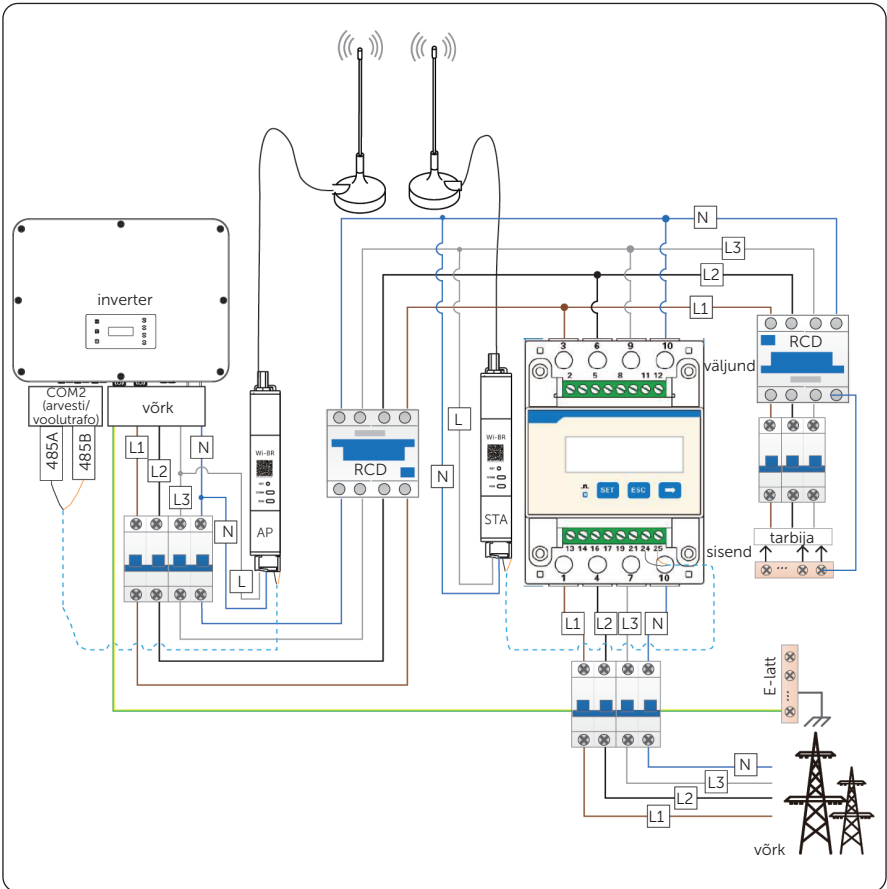 N
L3
L2
L1
inverter
COM2
(arvesti/
voolutrafo)
võrk
485A
485B
L1
L2
L3
N
N
L
Wi-BR
AP
RCD
L
N
Wi-BR
STA
3 6 9 10
2 5 8 11 12
väljund
SET ESC
13 14 16 17 19 21 24 25
sisend
1 4 7 10
RCD
tarbija
L1
L2
L3
N
E-latt
N
L3
L2
L1
võrk